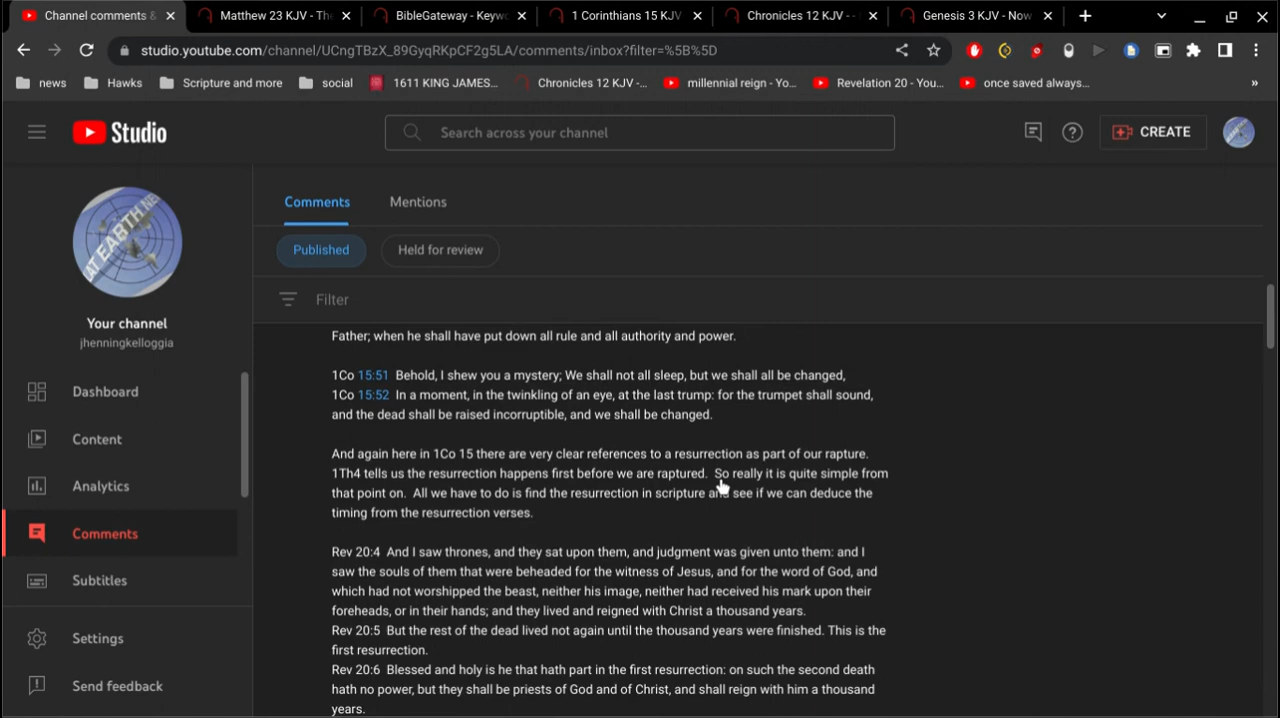 Channel comments &
Matthew 23 KJV - The
BibleGateway - Keyw
1 Corinthians 15 KJV
Chronicles 12 KJV - -
Genesis 3 KJV - Now
studio.youtube.com/channel/UCngTBzX_89GyqRKpCF2g5LA/comments/inbox?filter=%5B%5D
news
Hawks
Scripture and more
social
1611 KING JAMES...
Chronicles 12 KJV -...
millennial reign - Yo...
Revelation 20 - You...
once saved always...
»
Studio
Search across your channel
CREATE
AT EARTH NE
Your channel
jhenningkelloggia
Dashboard
Content
Analytics
Comments
Subtitles
Settings
Send feedback
Comments
Mentions
Published
Held for review
Filter
Father; when he shall have put down all rule and all authority and power.
1Co 15:51 Behold, I shew you a mystery; We shall not all sleep, but we shall all be changed,
1Co 15:52 In a moment, in the twinkling of an eye, at the last trump: for the trumpet shall sound,
and the dead shall be raised incorruptible, and we shall be changed.
And again here in 1Co 15 there are very clear references to a resurrection as part of our rapture.
1Th4 tells us the resurrection happens first before we are raptured. So really it is quite simple from
that point on. All we have to do is find the resurrection in scripture and see if we can deduce the
timing from the resurrection verses.
Rev 20:4 And I saw thrones, and they sat upon them, and judgment was given unto them: and I
saw the souls of them that were beheaded for the witness of Jesus, and for the word of God, and
which had not worshipped the beast, neither his image, neither had received his mark upon their
foreheads, or in their hands; and they lived and reigned with Christ a thousand years.
Rev 20:5 But the rest of the dead lived not again until the thousand years were finished. This is the
first resurrection.
Rev 20:6 Blessed and holy is he that hath part in the first resurrection: on such the second death
hath no power, but they shall be priests of God and of Christ, and shall reign with him a thousand
years.